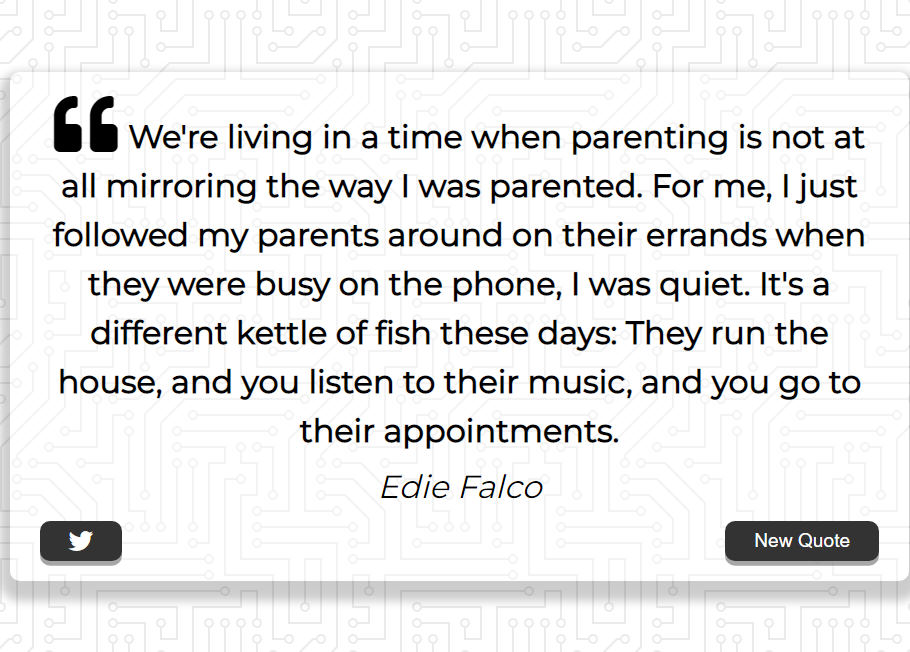 We're living in a time when parenting is not at
all mirroring the way I was parented. For me, I just
followed my parents around on their errands when
they were busy on the phone, I was quiet. It's a
different kettle of fish these days: They run the
house, and you listen to their music, and you go to
their appointments.
Edie Falco
New Quote